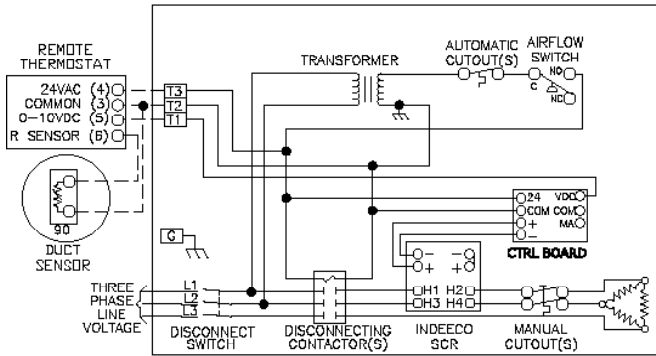 REMOTE
THERMOSTAT
24VAC (4)
COMMON (3)
0-10VDC (5)
R SENSOR (6)
T3
T2
T1
TRANSFORMER
AUTOMATIC
CUTOUT(S)
AIRFLOW
SWITCH
NO
C
NC
90
DUCT
SENSOR
G
24 VDC
COM COM
+ MA
-
CTRL BOARD
- -
+ +
THREE
PHASE
LINE
VOLTAGE
L1
L2
L3
H1 H2
H3 H4
DISCONNECT
SWITCH
DISCONNECTING
CONTACTOR(S)
INDEECO
SCR
MANUAL
CUTOUT(S)